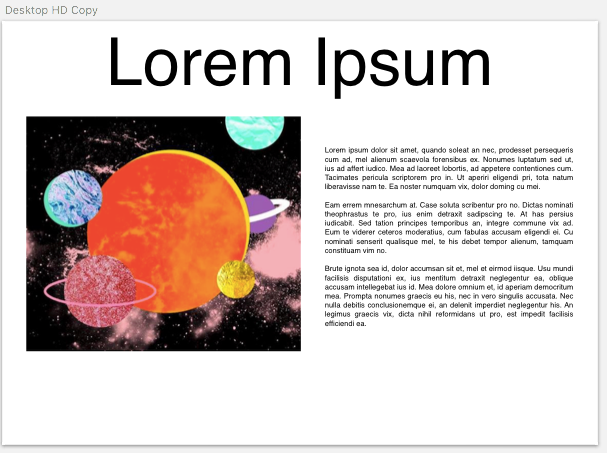 Desktop HD Copy
Lorem Ipsum
Lorem ipsum dolor sit amet, quando soleat an nec, prodesset persequeris
cum ad, mel alienum scaevola forensibus ex. Nonumes luptatum sed ut,
ius ad affert ludus. Mea ad laoreet lobortis, ad appetere contentiones cum.
Tacimates pericula scriptorem pro in. Ut aperiri eligendi pri, tota natum
liberavisse nam te. Ea noster numquam vix, dolor doming cu mei.
Eam errem mnesarchum at. Case soluta scribentur pro no. Dictas nominati
theophrastus te pro, ius enim detraxit sadipscing te. At has persius
iudicabit. Sed tation principes temporibus an, integre commune vix ad.
Eum te viderer ceteros moderatius, cum fabulas accusam eligendi ei. Cu
nominati senserit qualisque mel, te his debet tempor alienum, tamquam
constituam vim no.
Brute ignota sea id, dolor accumsan sit et, mel et eirmod iisque. Usu mundi
facilisis disputationi ex, ius mentitum detraxit neglegentur ea, oblique
accusam intellegebat ius id. Mea dolore omnium et, id aperiam democritum
mea. Prompta nonumes graecis eu his, nec in vero singulis accusata. Nec
nulla debitis conclusionemque ei, an delenit imperdiet neglegentur his. An
legimus graecis vix, dicta nihil reformidans ut pro, est impedit facilisis
efficiendi ea.